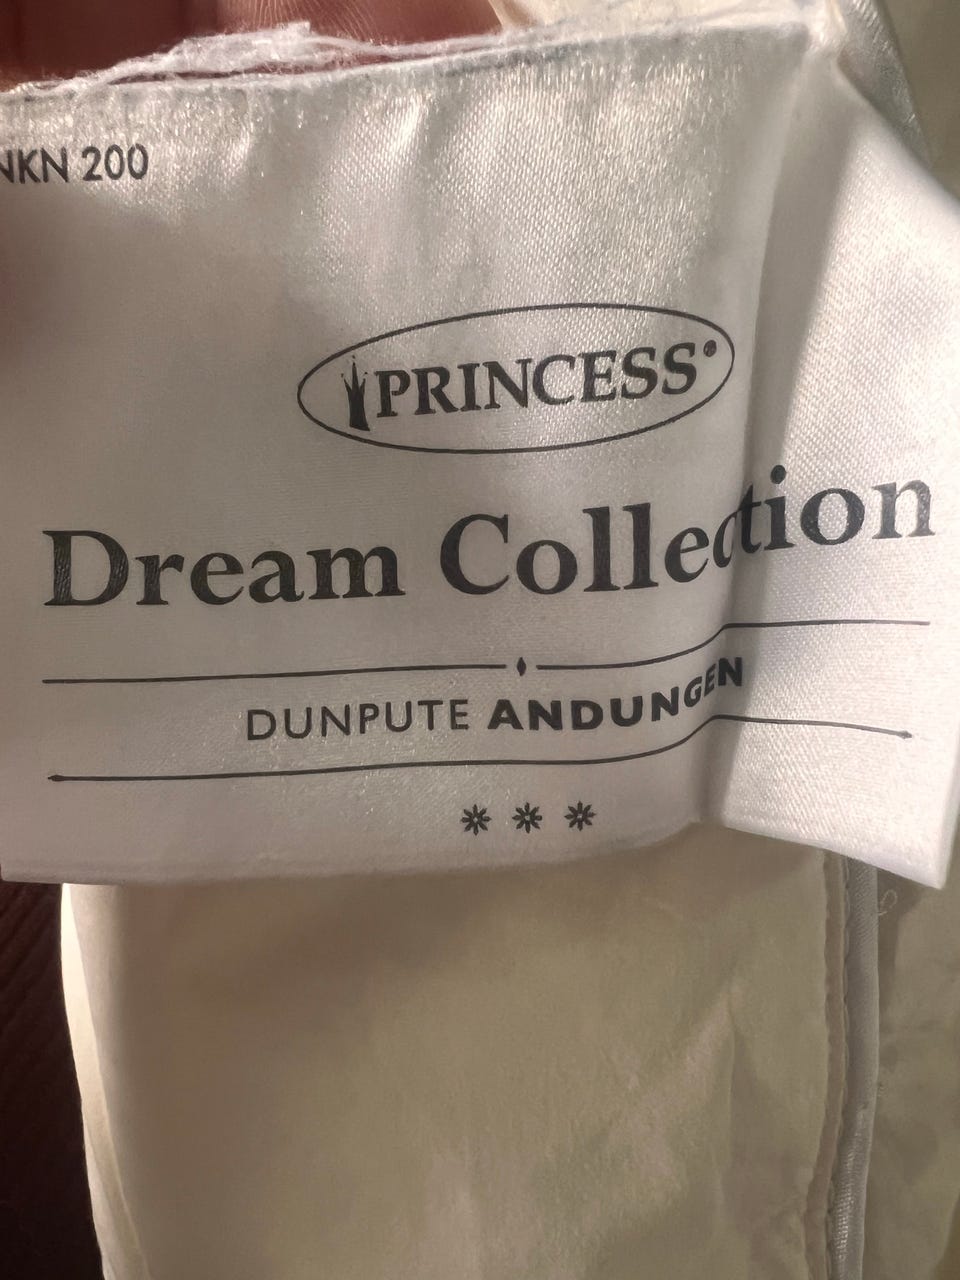 NKN 200
PRINCESS®
Dream Collection
DUNPUTE ANDUNGEN
***